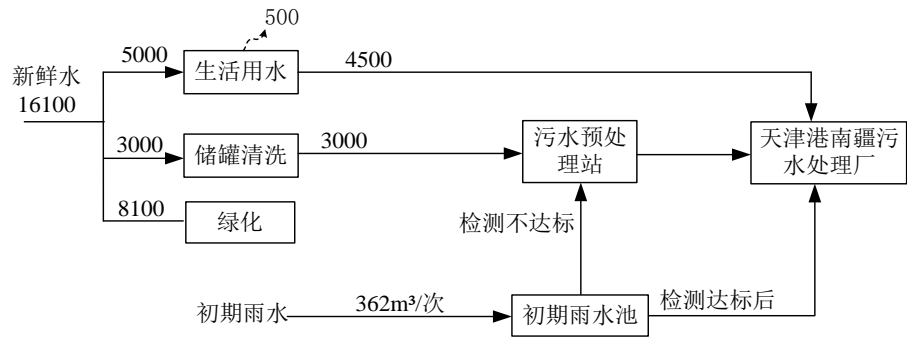 500
5000
生活用水
4500
新鲜水
16100
3000
储罐清洗
3000
污水预处
理站
天津港南疆污
水处理厂
8100
绿化
检测不达标
初期雨水
362m³/次
初期雨水池
检测达标后